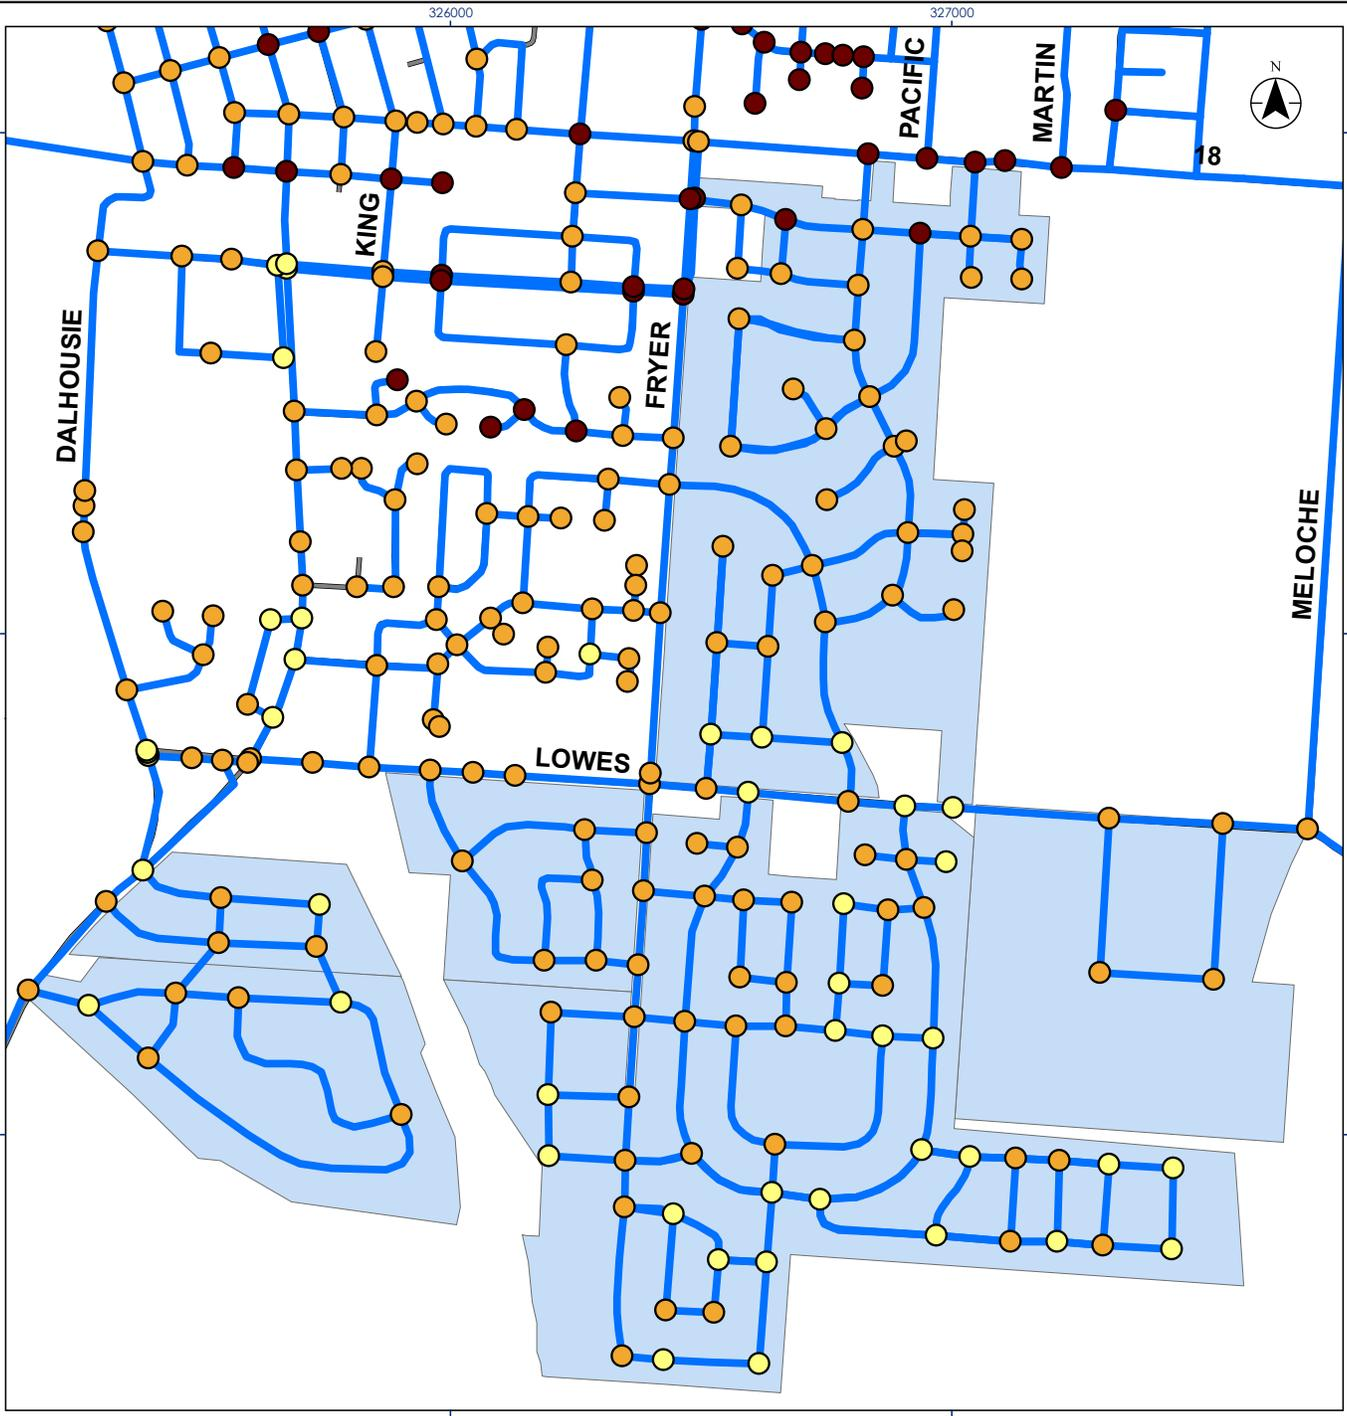 326000
327000
N
PACIFIC
MARTIN
18
KING
DALHOUSIE
FRYER
MELOCHE
LOWES